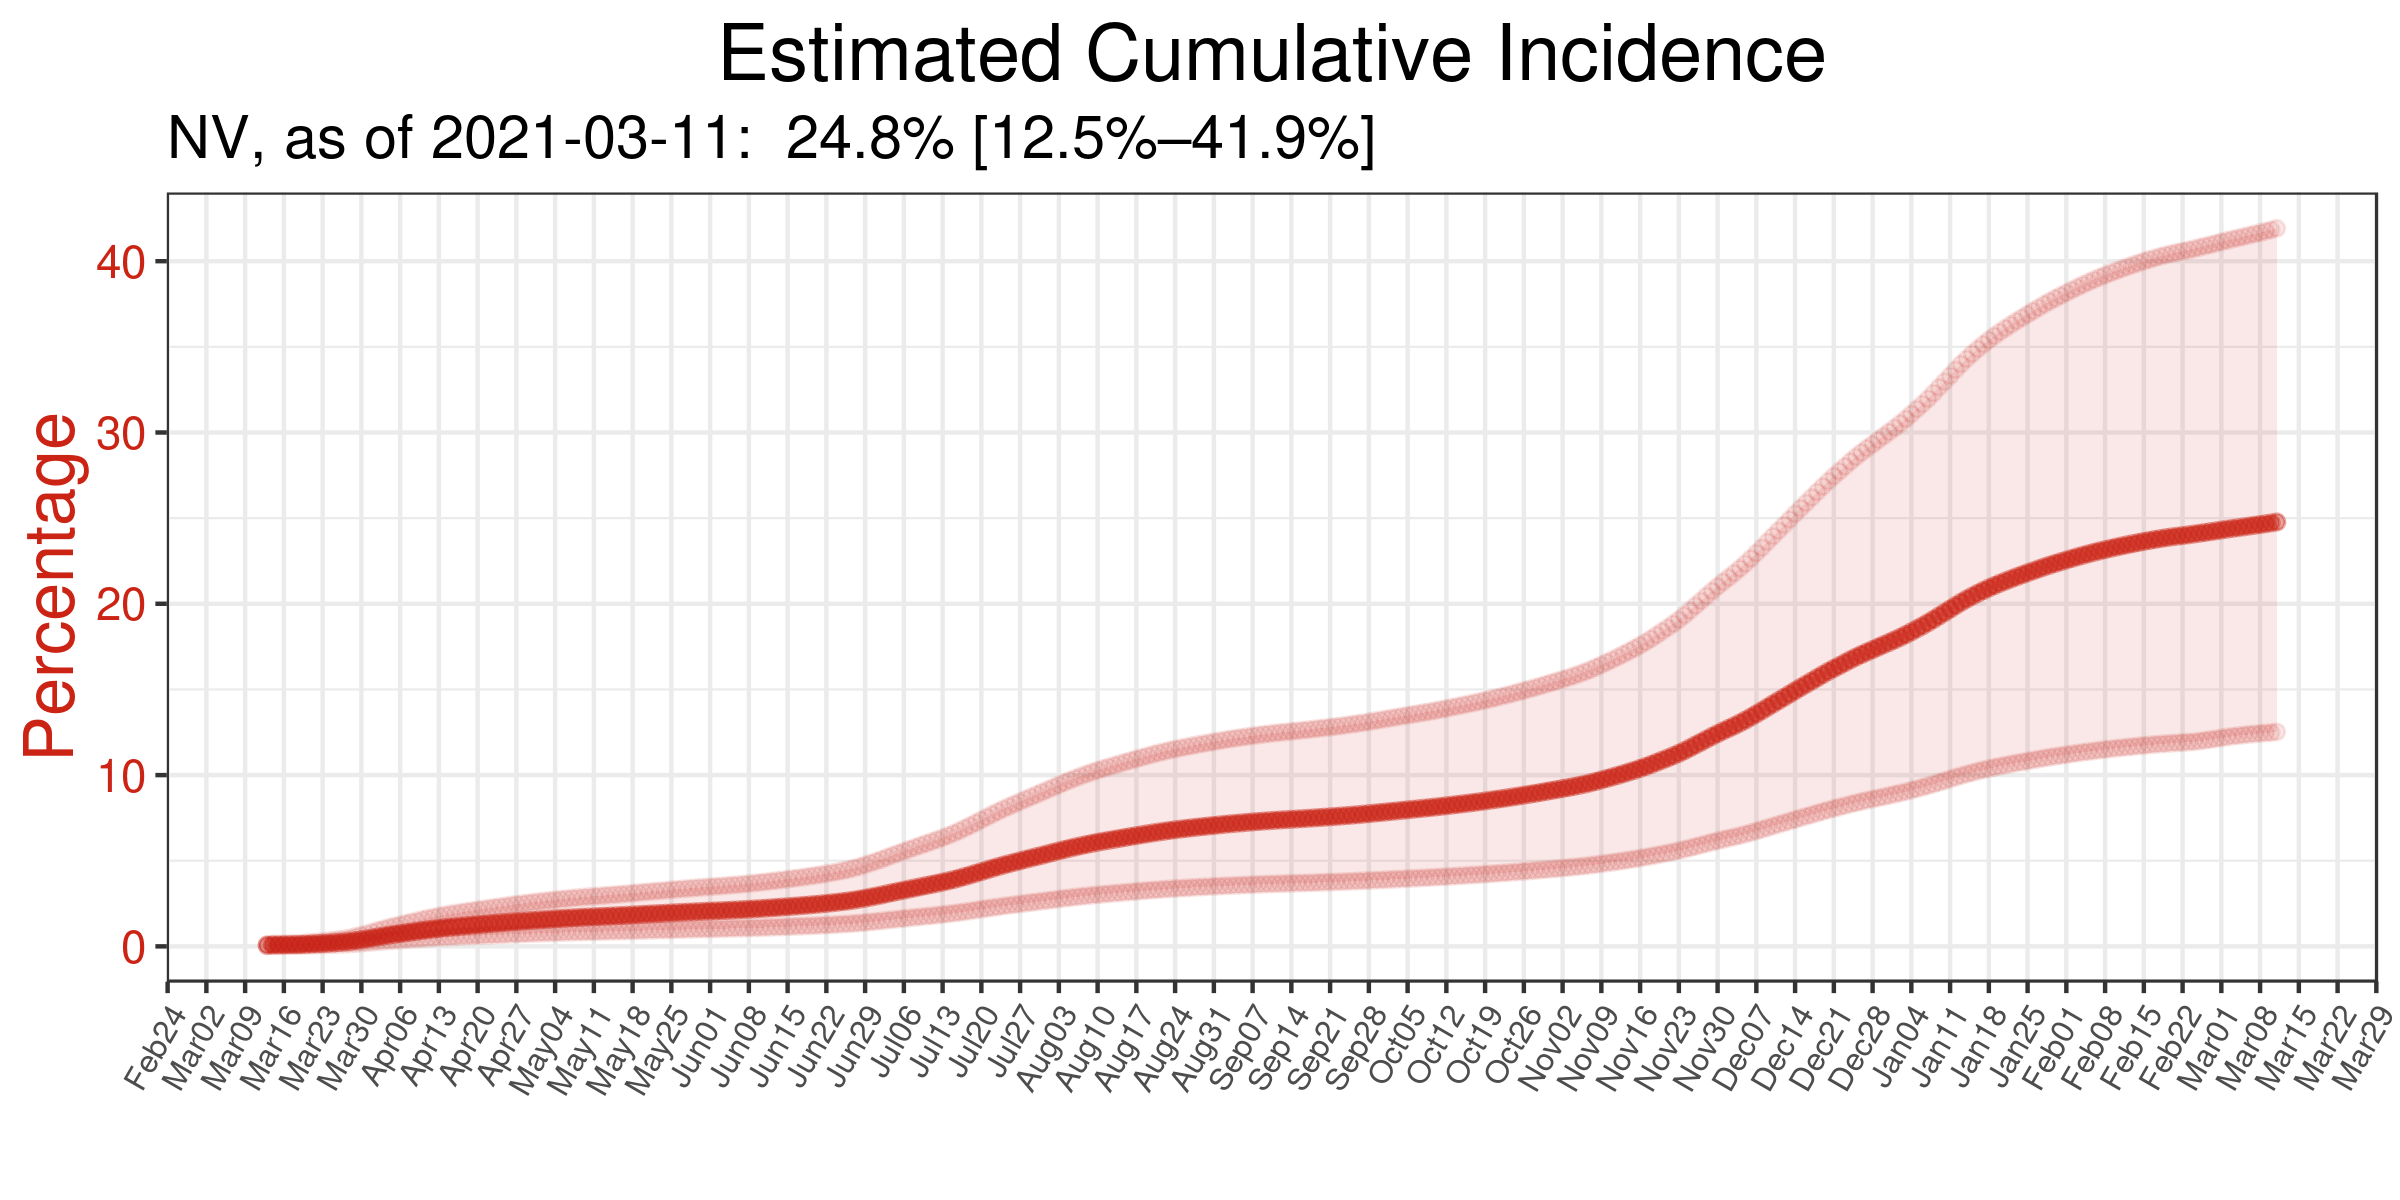 Estimated Cumulative Incidence
NV, as of 2021-03-11:  24.8% [12.5%–41.9%]
Percentage
40
30
20
10
0
Feb24
Mar02
Mar09
Mar16
Mar23
Mar30
Apr06
Apr13
Apr20
Apr27
May04
May11
May18
May25
Jun01
Jun08
Jun15
Jun22
Jun29
Jul06
Jul13
Jul20
Jul27
Aug03
Aug10
Aug17
Aug24
Aug31
Sep07
Sep14
Sep21
Sep28
Oct05
Oct12
Oct19
Oct26
Nov02
Nov09
Nov16
Nov23
Nov30
Dec07
Dec14
Dec21
Dec28
Jan04
Jan11
Jan18
Jan25
Feb01
Feb08
Feb15
Feb22
Mar01
Mar08
Mar15
Mar22
Mar29